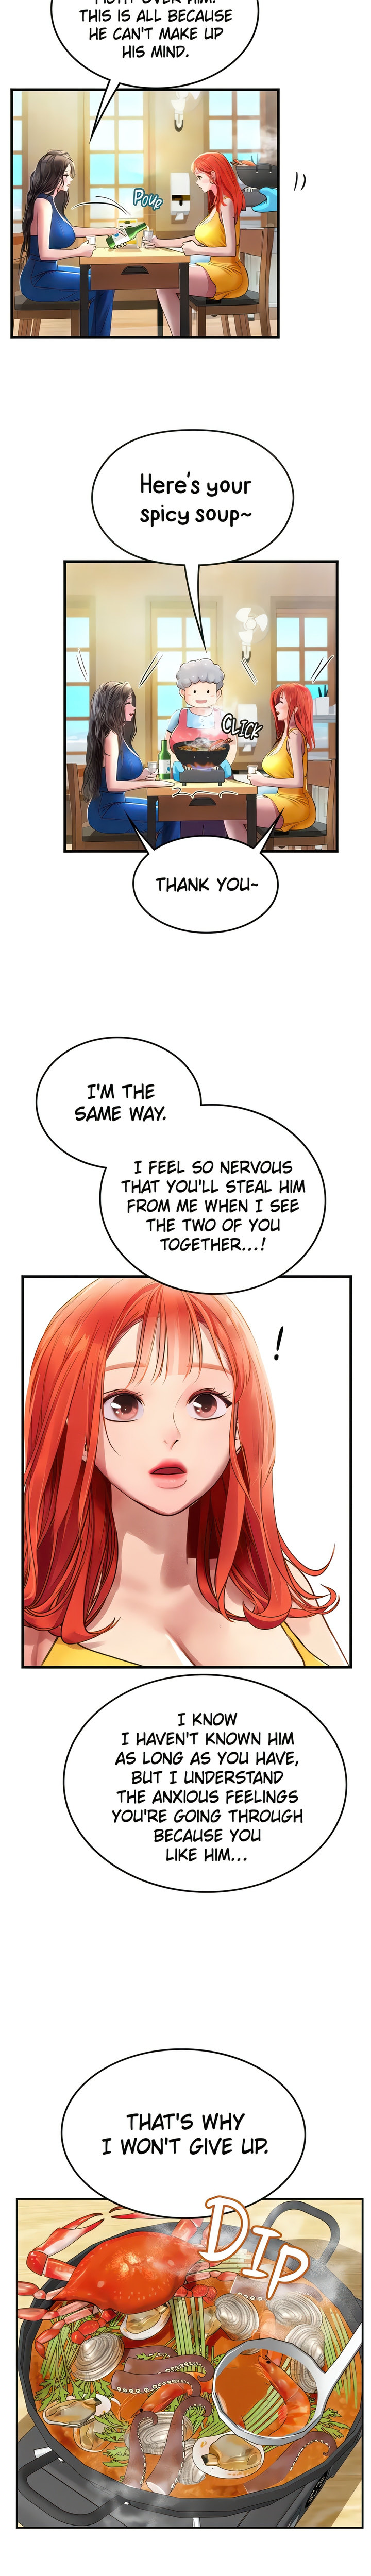 THIS IS ALL BECAUSE
HE CAN'T MAKE UP
HIS MIND.
POUR
Here's your
spicy soup~
CLICK
THANK YOU~
I'M THE
SAME WAY.
I FEEL SO NERVOUS
THAT YOU'LL STEAL HIM
FROM ME WHEN I SEE
THE TWO OF YOU
TOGETHER...!
!
I KNOW
I HAVEN'T KNOWN HIM
AS LONG AS YOU HAVE,
BUT I UNDERSTAND
THE ANXIOUS FEELINGS
YOU'RE GOING THROUGH
BECAUSE YOU
LIKE HIM...
THAT'S WHY
I WON'T GIVE UP.
DIP